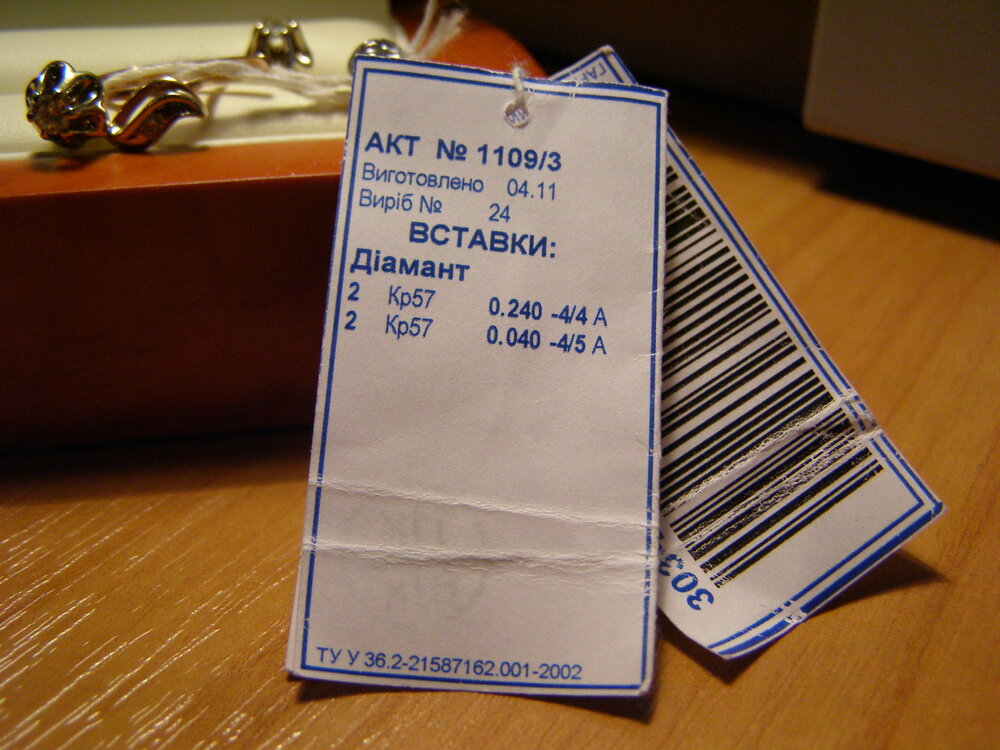 АКТ № 1109/3
Виготовлено 04.11
Виріб № 24
ВСТАВКИ:
Діамант
2 Кр57 0.240 -4/4 А
2 Кр57 0.040 -4/5 А
ТУ У 36.2-21587162.001-2002
303